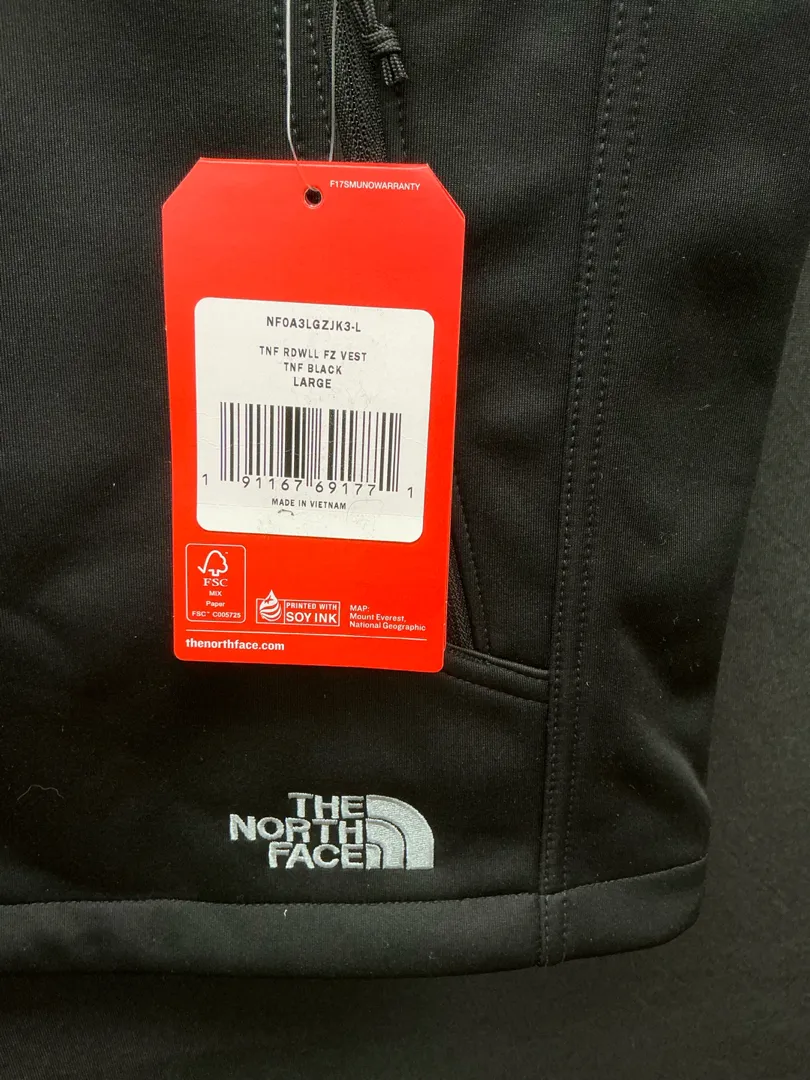 F17SMUNOWARRANTY
NF0A3LGZJK3-L
TNF RDWLL FZ VEST
TNF BLACK
LARGE
1 91167 69177 1
MADE IN VIETNAM
FSC
MIX
Paper
FSC™ C005725
PRINTED WITH
SOY INK
MAP:
Mount Everest,
National Geographic
thenorthface.com
THE
NORTH
FACE